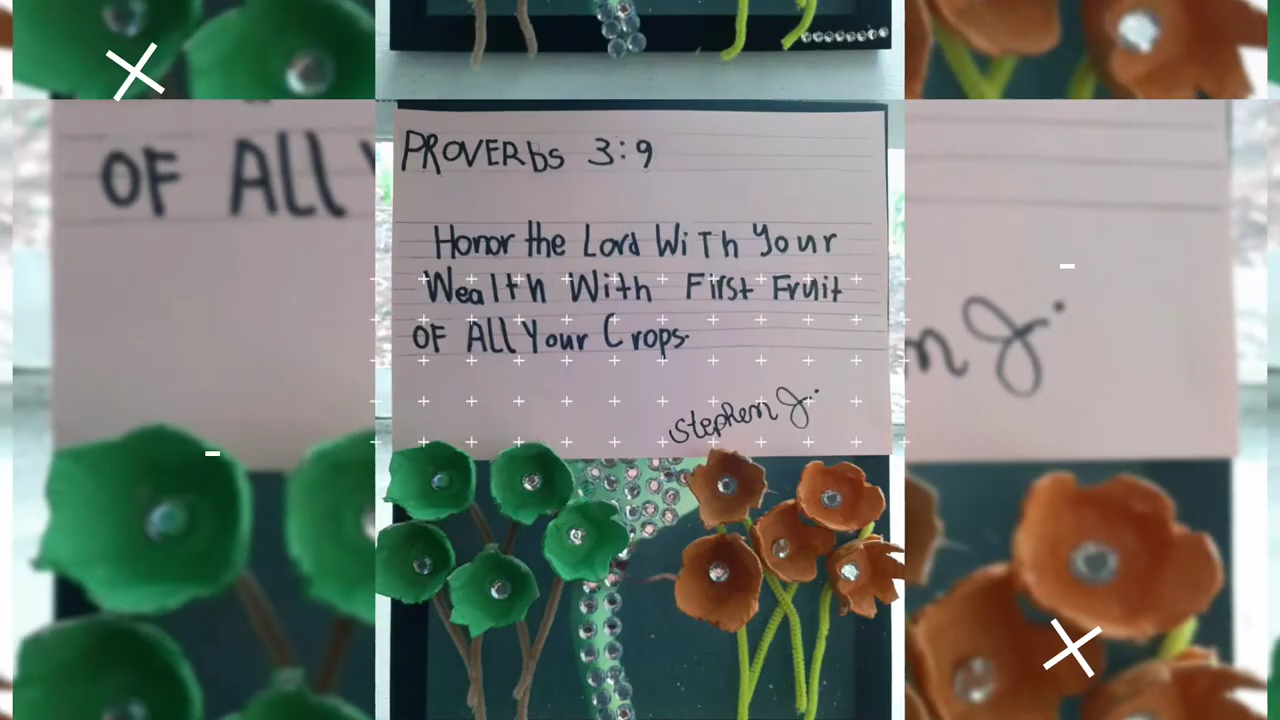 PROVERbs 3:9
Honor the Lord WiTh Your
Wealth With First Fruit
OF All Your Crops.
Stephen J.
OF All
n J.